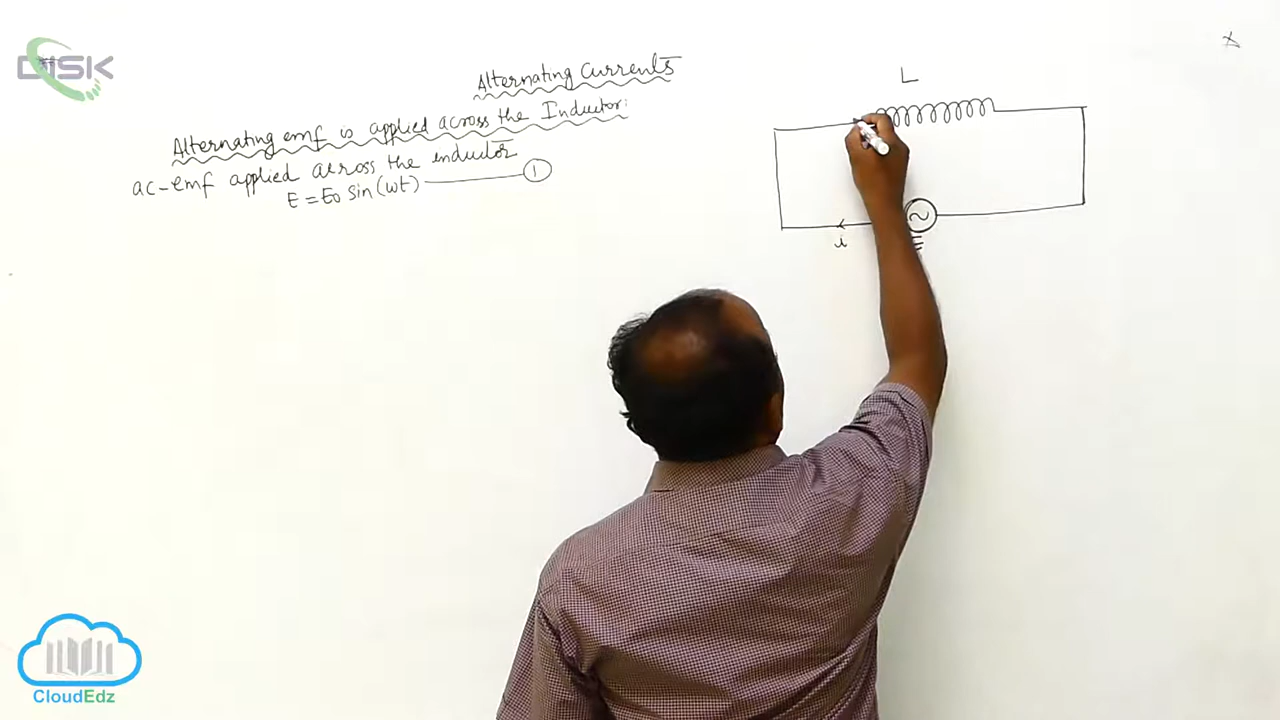 DISK
Alternating Currents
Alternating emf is applied across the Inductor:
ac-emf applied across the inductor
E = E0 sin(wt) 1
L
i
E
CloudEdz